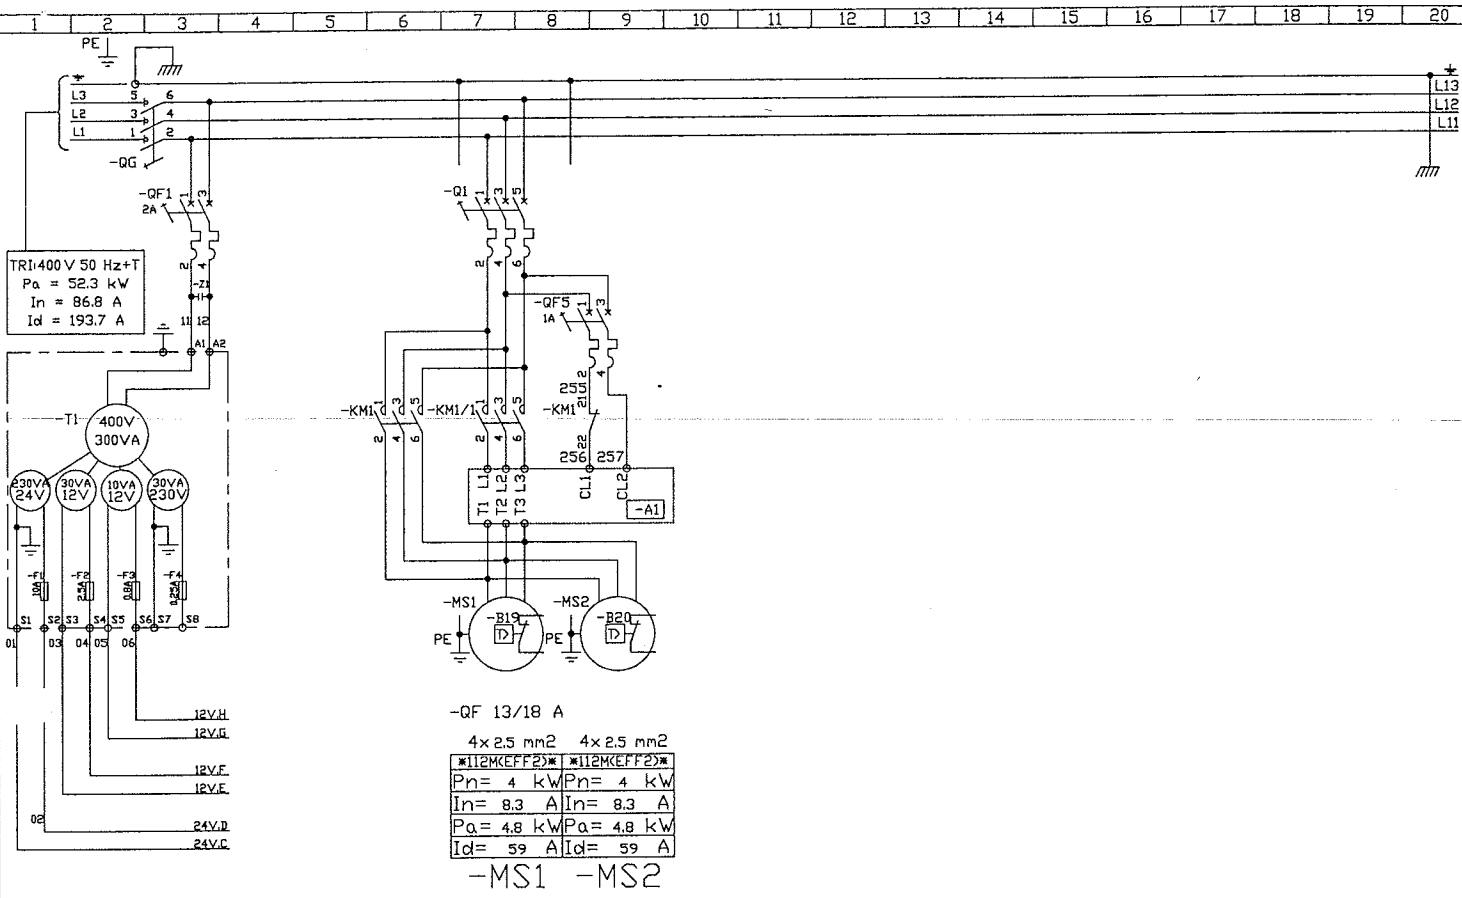 1 2 3 4 5 6 7 8 9 10 11 12 13 14 15 16 17 18 19 20
PE
L3 5 6
L2 3 4
L1 1 2
-QG
L13
L12
L11
-QF1 1 3
2A
2 4
-Z1
11 12
A1 A2
TRI:400V 50 Hz+T
Pa = 52.3 kW
In = 86.8 A
Id = 193.7 A
-T1
400V
300VA
230VA
24V
30VA
12V
10VA
12V
30VA
230V
-F1
10A
-F2
2.5A
-F3
0.8A
-F4
0.25A
S1 S2 S3 S4 S5 S6 S7 S8
01 03 04 05 06
02
12V.H
12V.G
12V.F
12V.E
24V.D
24V.C
-Q1 1 3 5
2 4 6
-QF5 1 3
1A
2 4
255
-KM1 1 3 5
2 4 6
-KM1/1 1 3 5
2 4 6
-KM1 21
22
256 257
L1 L2 L3 CL1 CL2
T1 T2 T3
-A1
-MS1
-B19
PE
-MS2
-B20
PE
-QF 13/18 A
4x2.5 mm2 4x2.5 mm2
*112M(EFF2)* *112M(EFF2)*
Pn= 4 kW Pn= 4 kW
In= 8.3 A In= 8.3 A
Pa= 4.8 kW Pa= 4.8 kW
Id= 59 A Id= 59 A
-MS1 -MS2